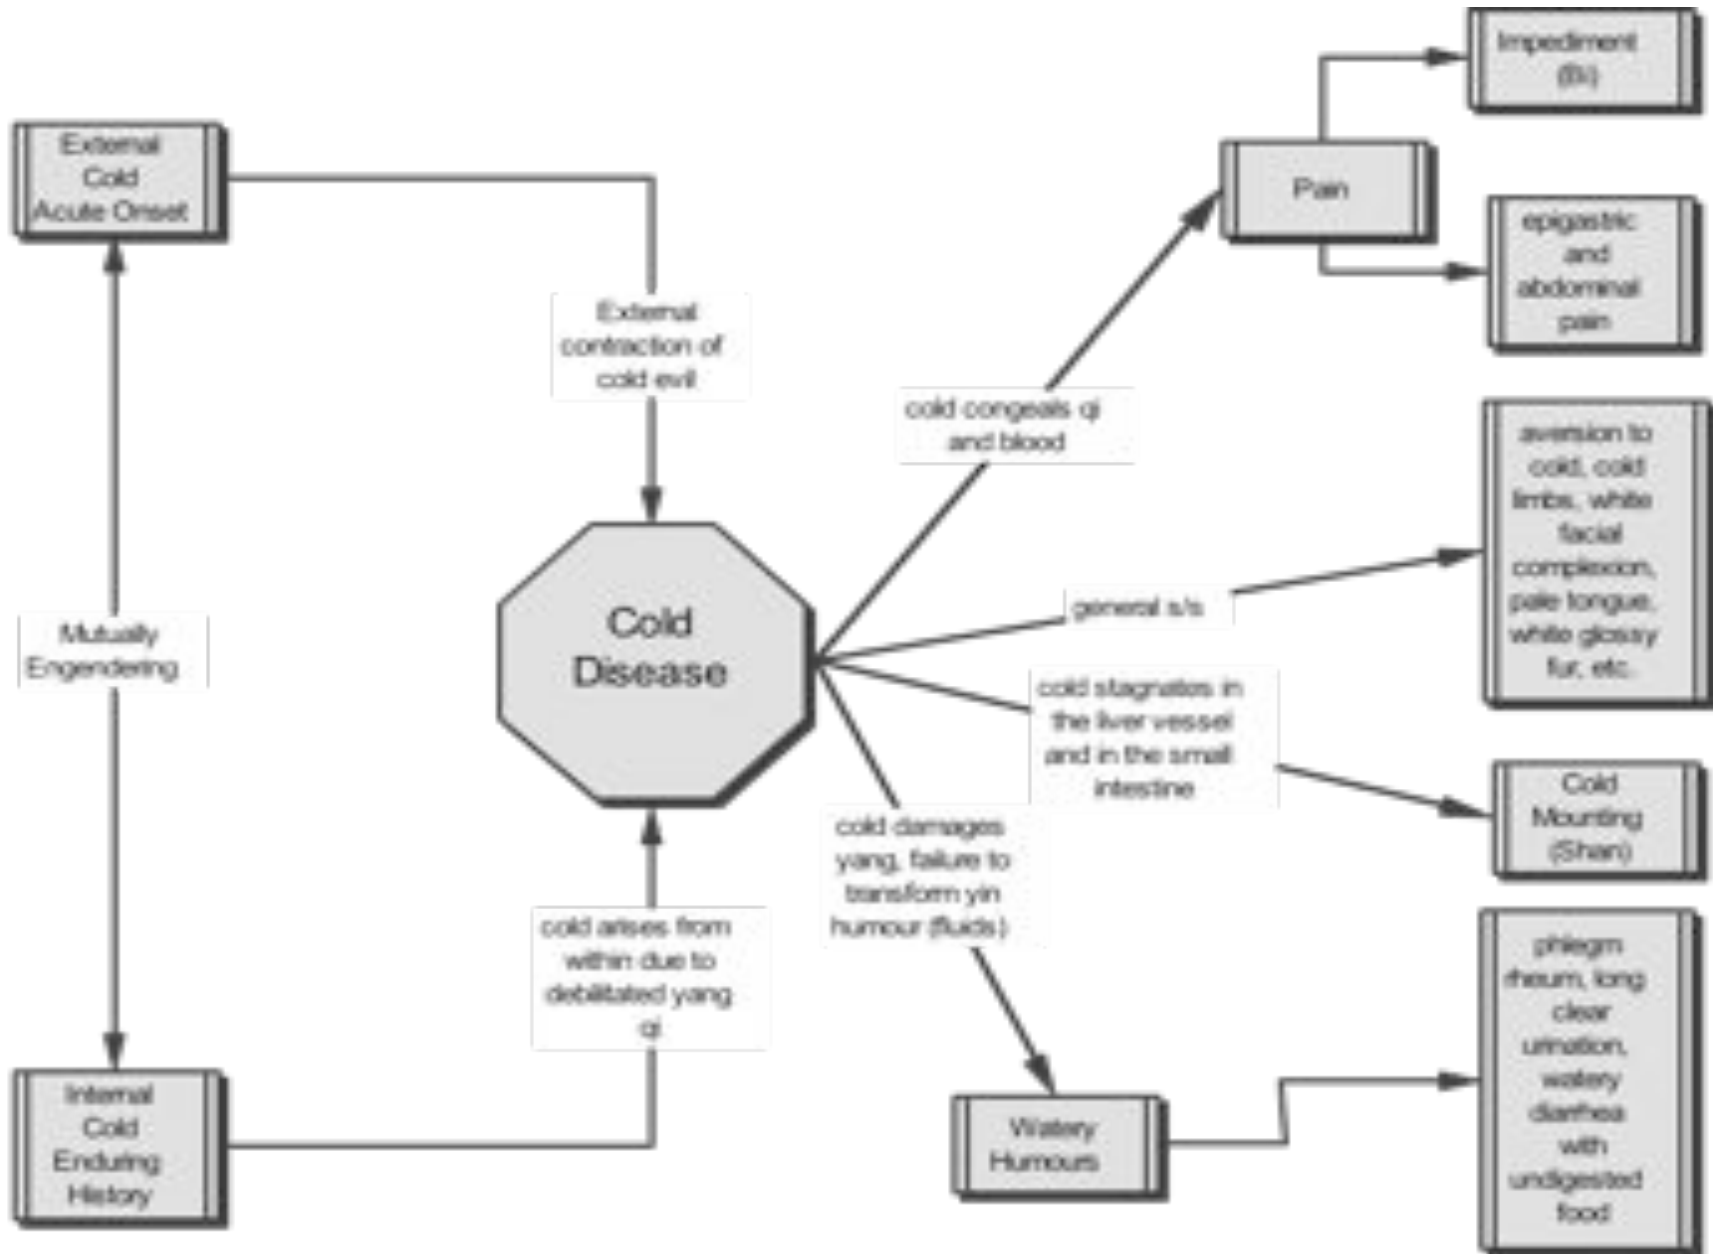 External
Cold
Acute Onset
External
contraction of
cold evil
Mutually
Engendering
Internal
Cold
Enduring
History
cold arises from
within due to
debilitated yang
qi
Cold
Disease
cold congeals qi
and blood
Pain
Impediment
(Bi)
epigastric
and
abdominal
pain
general s/s
aversion to
cold, cold
limbs, white
facial
complexion,
pale tongue,
white glossy
fur, etc.
cold stagnates in
the liver vessel
and in the small
intestine
Cold
Mounting
(Shan)
cold damages
yang, failure to
transform yin
humour (fluids)
Watery
Humours
phlegm
rheum, long
clear
urination,
watery
diarrhea
with
undigested
food